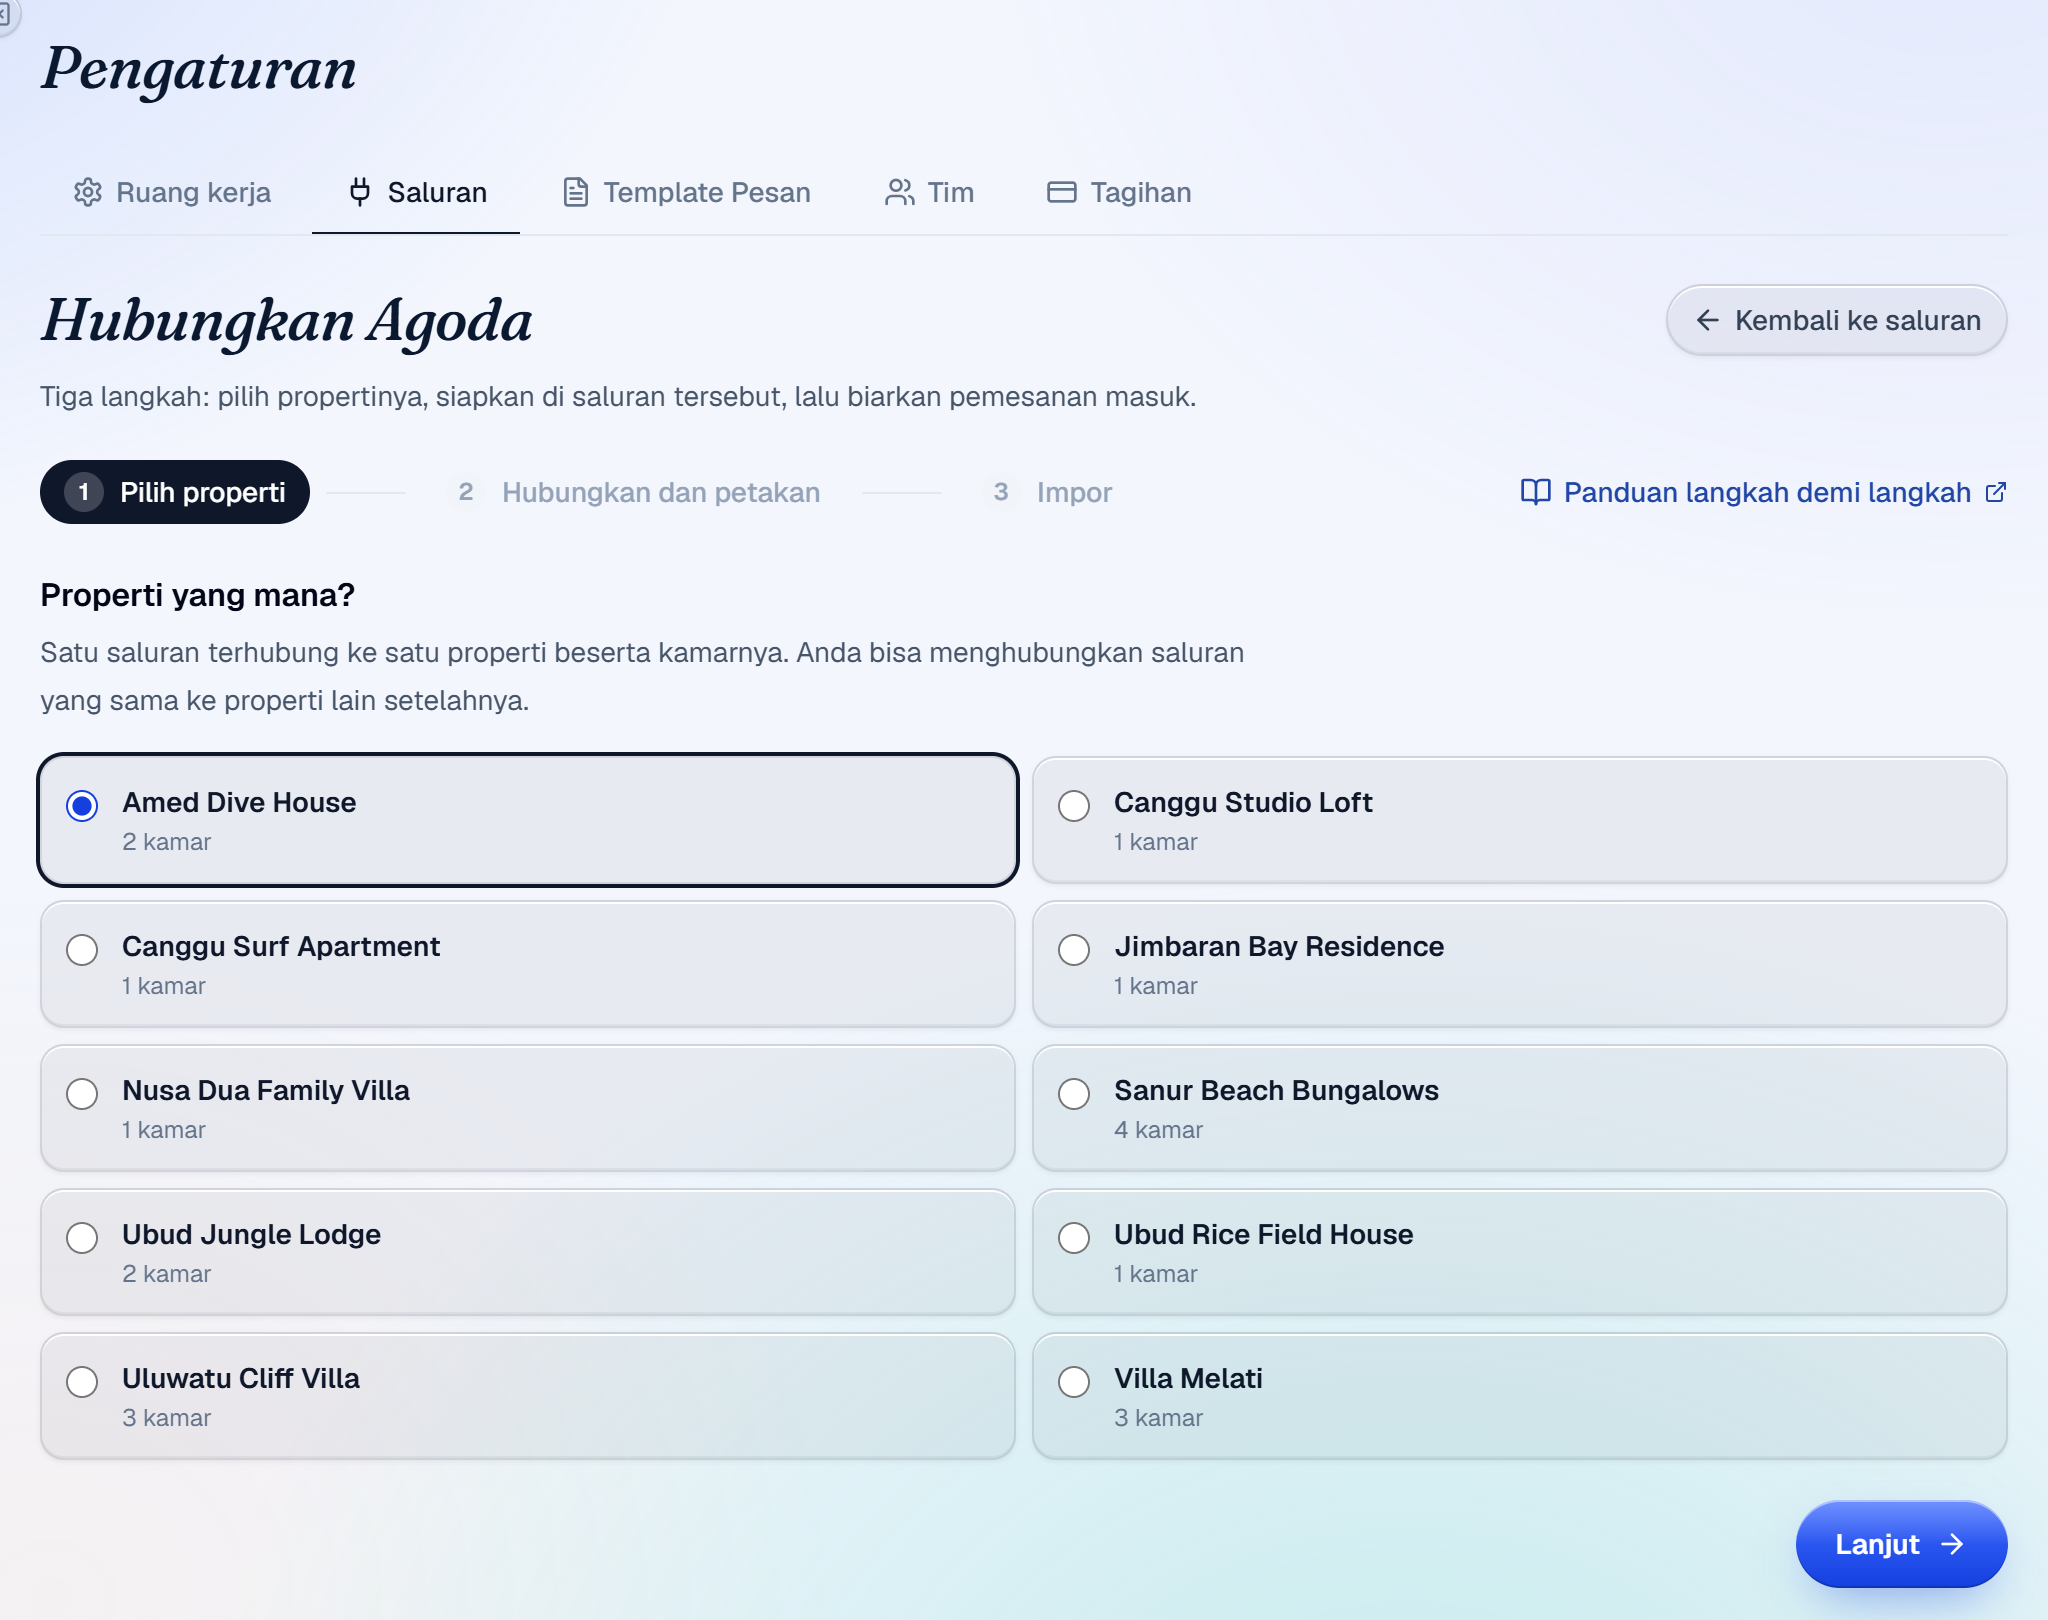 Pengaturan
Ruang kerja
Saluran
Template Pesan
Tim
Tagihan
Hubungkan Agoda
Kembali ke saluran
Tiga langkah: pilih propertinya, siapkan di saluran tersebut, lalu biarkan pemesanan masuk.
1 Pilih properti
2 Hubungkan dan petakan
3 Impor
Panduan langkah demi langkah
Properti yang mana?
Satu saluran terhubung ke satu properti beserta kamarnya. Anda bisa menghubungkan saluran
yang sama ke properti lain setelahnya.
Amed Dive House
2 kamar
Canggu Studio Loft
1 kamar
Canggu Surf Apartment
1 kamar
Jimbaran Bay Residence
1 kamar
Nusa Dua Family Villa
1 kamar
Sanur Beach Bungalows
4 kamar
Ubud Jungle Lodge
2 kamar
Ubud Rice Field House
1 kamar
Uluwatu Cliff Villa
3 kamar
Villa Melati
3 kamar
Lanjut